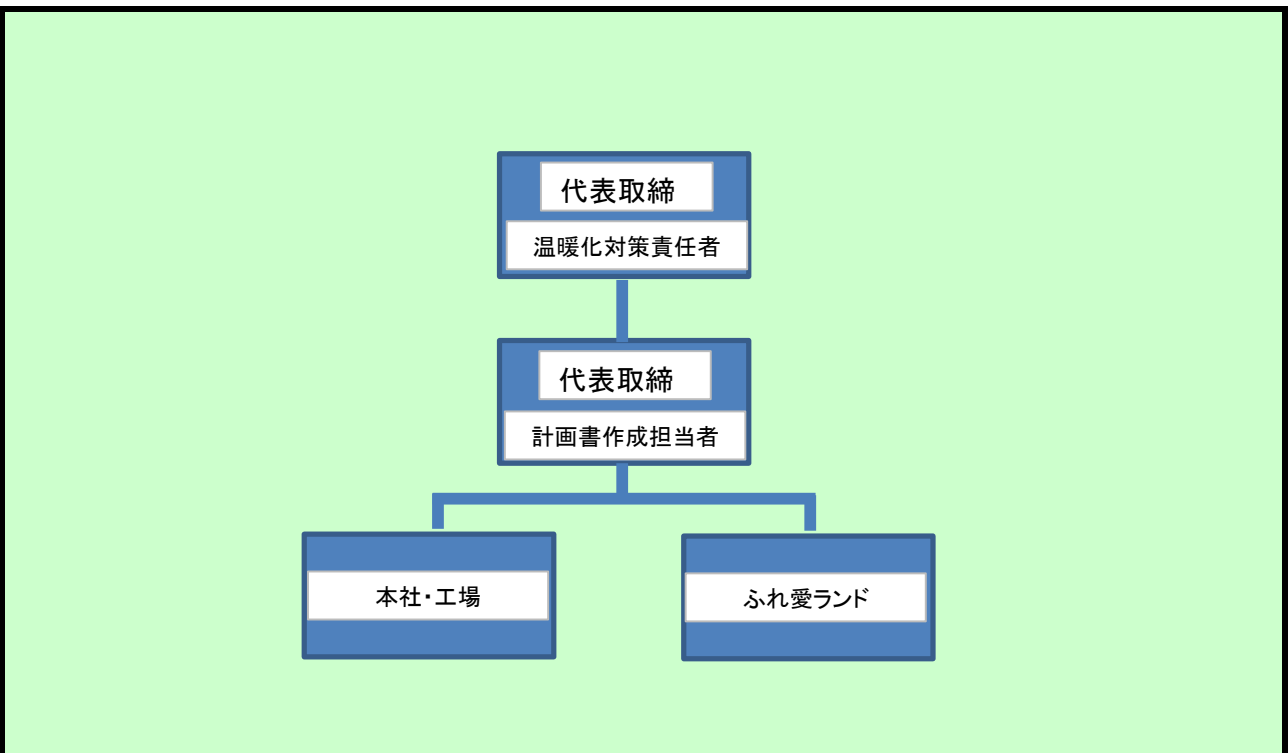 代表取締
温暖化対策責任者
代表取締
計画書作成担当者
本社・工場
ふれ愛ランド